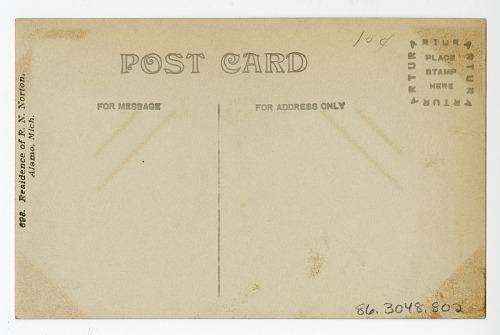 10¢
POST CARD
FOR MESSAGE
FOR ADDRESS ONLY
ARTURA
ARTURA
ARTURA
ARTURA
PLACE
STAMP
HERE
698. Residence of R. N. Norton,
Alamo, Mich.
86.3048.802